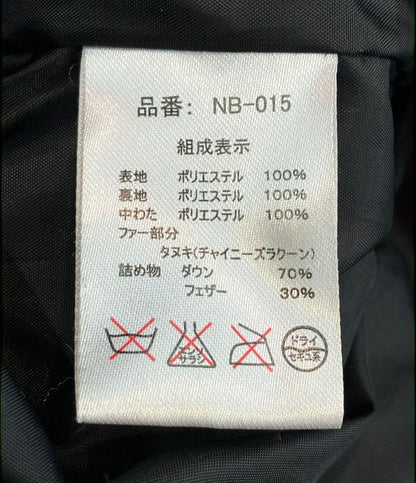 品番: NB-015
組成表示
表地 ポリエステル 100%
裏地 ポリエステル 100%
中わた ポリエステル 100%
ファー部分
タヌキ(チャイニーズラクーン)
詰め物 ダウン 70%
フェザー 30%
エンソ
サラシ
ドライ
セキユ系